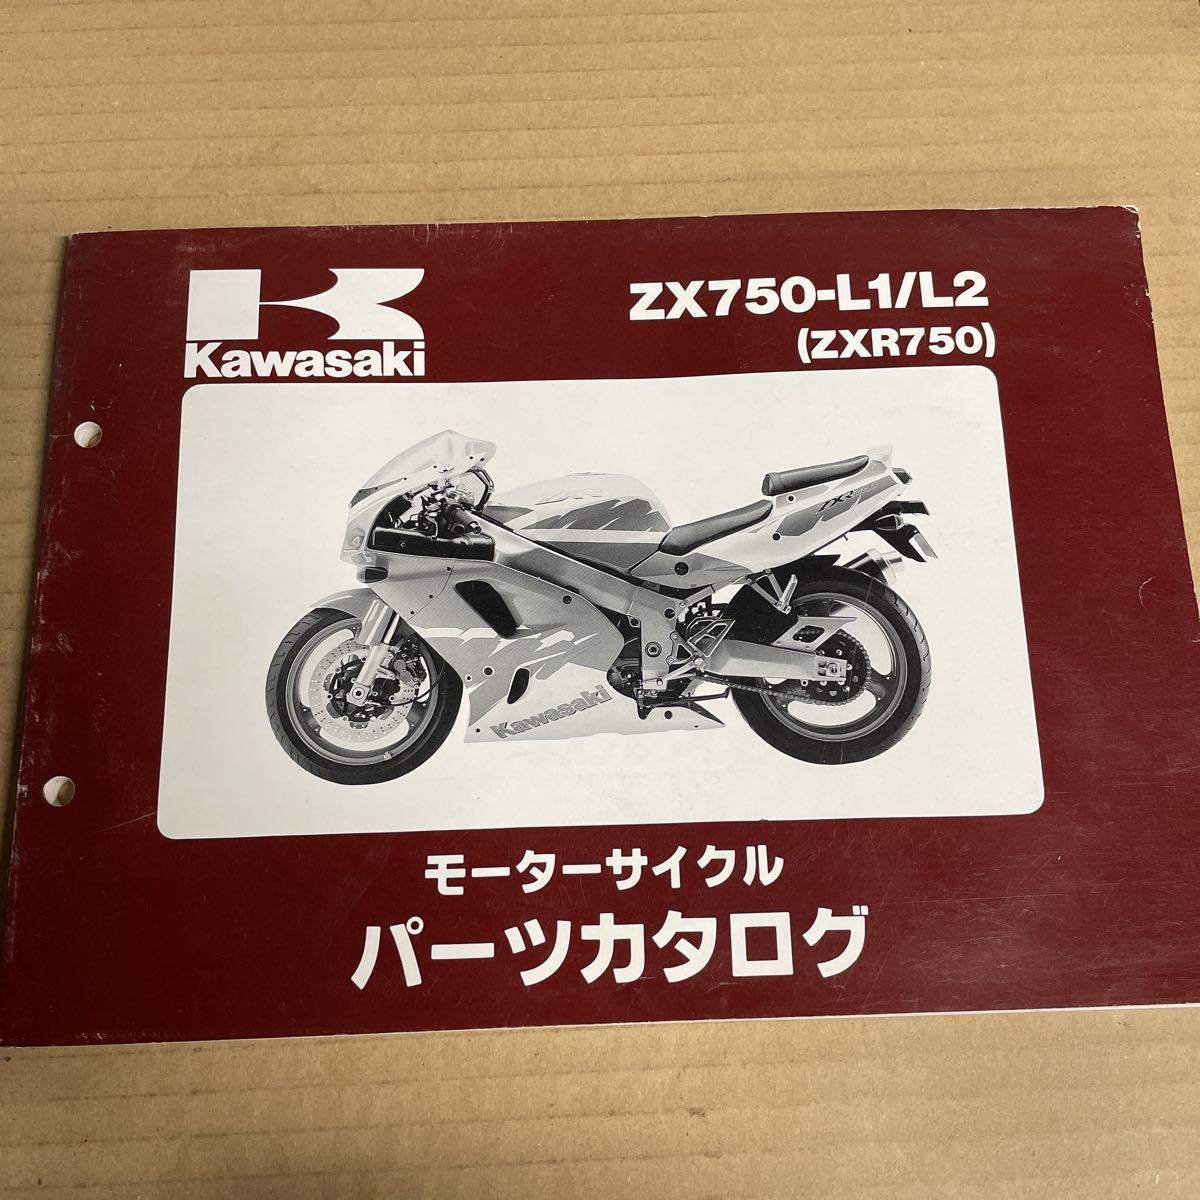 Kawasaki
ZX750-L1/L2
(ZXR750)
ZXR
Kawasaki
モーターサイクル
パーツカタログ